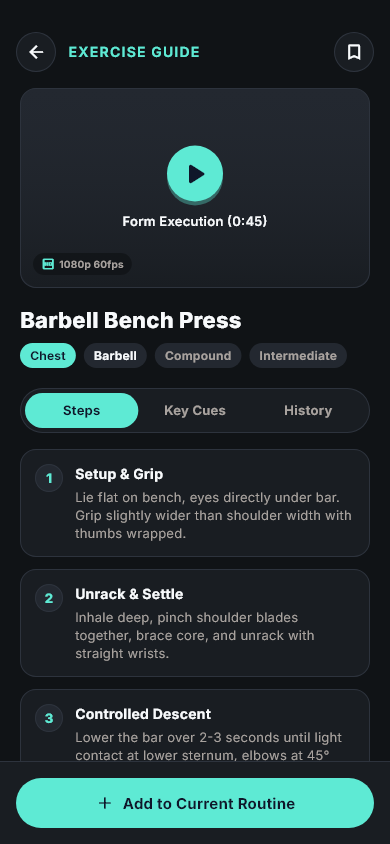 EXERCISE GUIDE
Form Execution (0:45)
HD 1080p 60fps
Barbell Bench Press
Chest Barbell Compound Intermediate
Steps Key Cues History
1 Setup & Grip
Lie flat on bench, eyes directly under bar.
Grip slightly wider than shoulder width with
thumbs wrapped.
2 Unrack & Settle
Inhale deep, pinch shoulder blades
together, brace core, and unrack with
straight wrists.
3 Controlled Descent
Lower the bar over 2-3 seconds until light
contact at lower sternum, elbows at 45°
+ Add to Current Routine